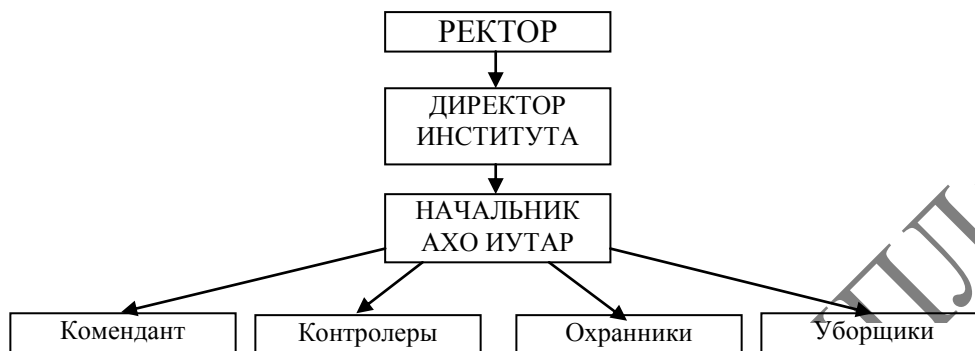 РЕКТОР
ДИРЕКТОР
ИНСТИТУТА
НАЧАЛЬНИК
АХО ИУТАР
Комендант
Контролеры
Охранники
Уборщики